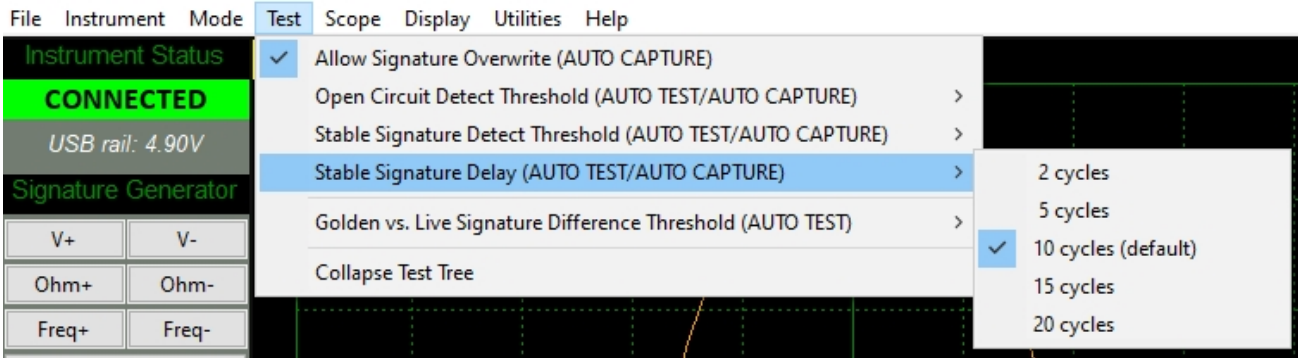 File Instrument Mode Test Scope Display Utilities Help
Instrument Status
CONNECTED
USB rail: 4.90V
Signature Generator
V+ V-
Ohm+ Ohm-
Freq+ Freq-
Allow Signature Overwrite (AUTO CAPTURE)
Open Circuit Detect Threshold (AUTO TEST/AUTO CAPTURE)
Stable Signature Detect Threshold (AUTO TEST/AUTO CAPTURE)
Stable Signature Delay (AUTO TEST/AUTO CAPTURE)
Golden vs. Live Signature Difference Threshold (AUTO TEST)
Collapse Test Tree
2 cycles
5 cycles
10 cycles (default)
15 cycles
20 cycles